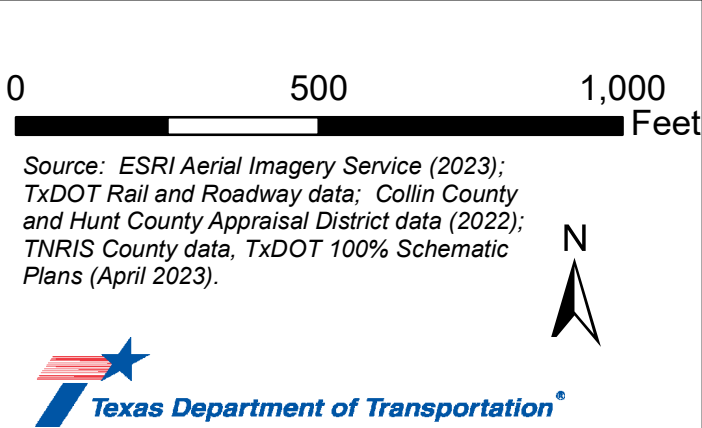 0 500 1,000
Feet
Source: ESRI Aerial Imagery Service (2023);
TxDOT Rail and Roadway data; Collin County
and Hunt County Appraisal District data (2022);
TNRIS County data, TxDOT 100% Schematic
Plans (April 2023).
N
Texas Department of Transportation®